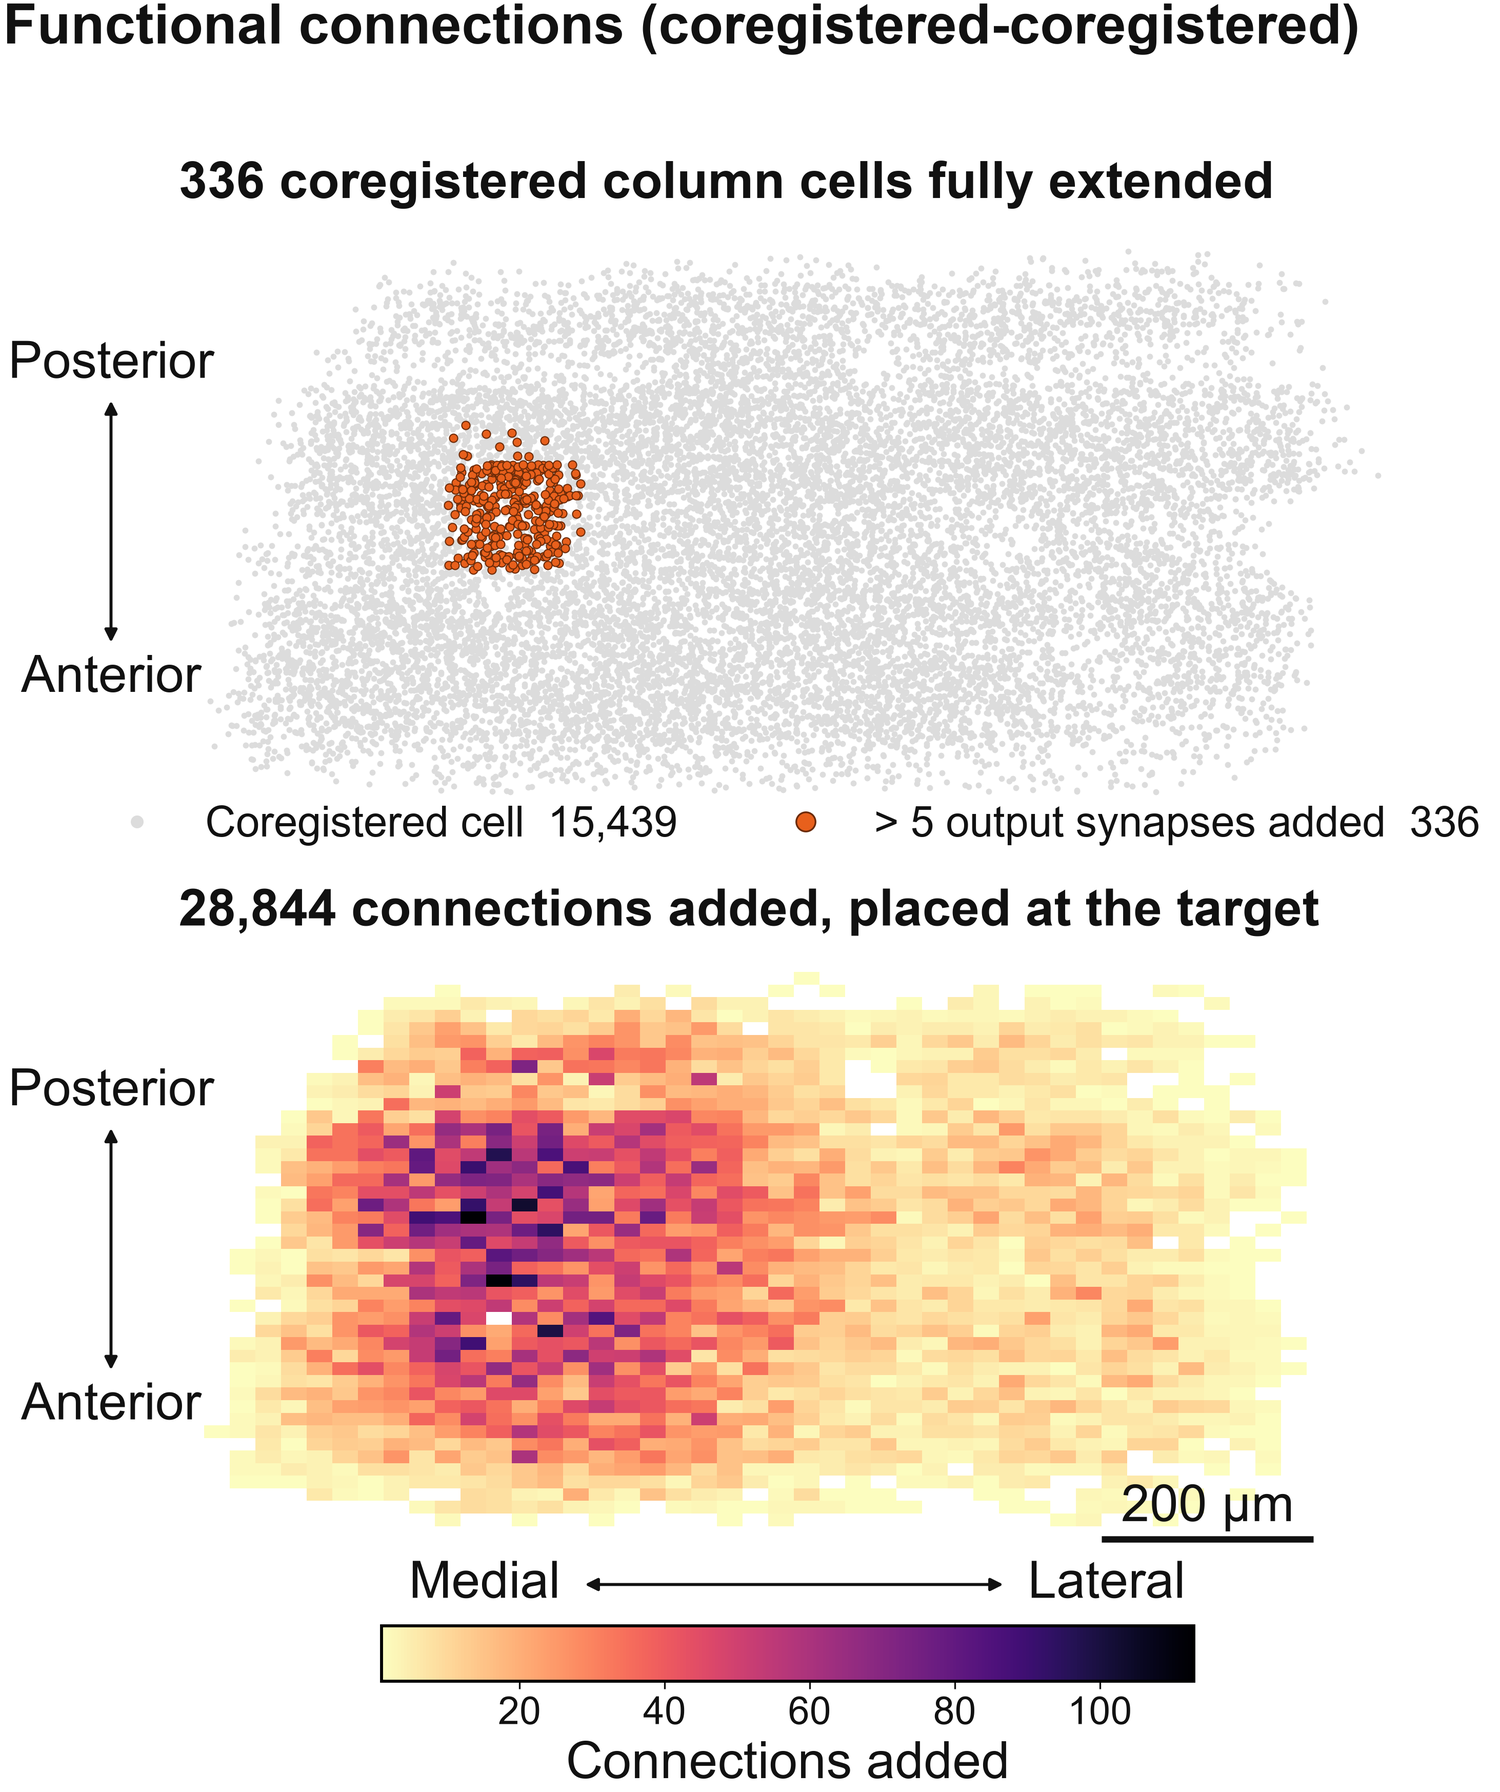 Functional connections (coregistered-coregistered)
336 coregistered column cells fully extended
Posterior
Anterior
Coregistered cell 15,439
> 5 output synapses added 336
28,844 connections added, placed at the target
Posterior
Anterior
200 µm
Medial
Lateral
20 40 60 80 100
Connections added